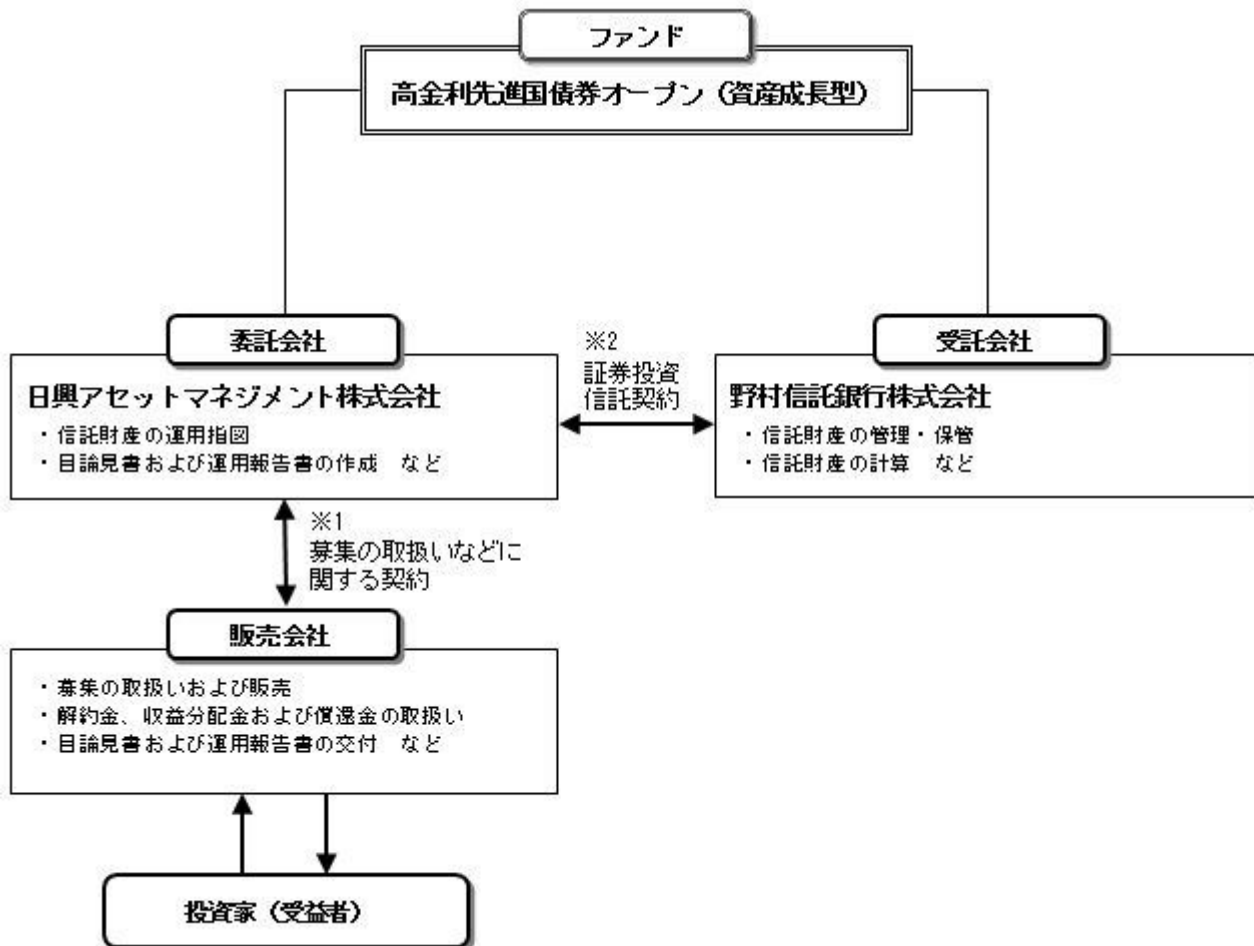 ファンド
高金利先進国債券オープン（資産成長型）
委託会社
日興アセットマネジメント株式会社
・信託財産の運用指図
・目論見書および運用報告書の作成　など
※2
証券投資
信託契約
受託会社
野村信託銀行株式会社
・信託財産の管理・保管
・信託財産の計算　など
※1
募集の取扱いなどに
関する契約
販売会社
・募集の取扱いおよび販売
・解約金、収益分配金および償還金の取扱い
・目論見書および運用報告書の交付　など
投資家（受益者）